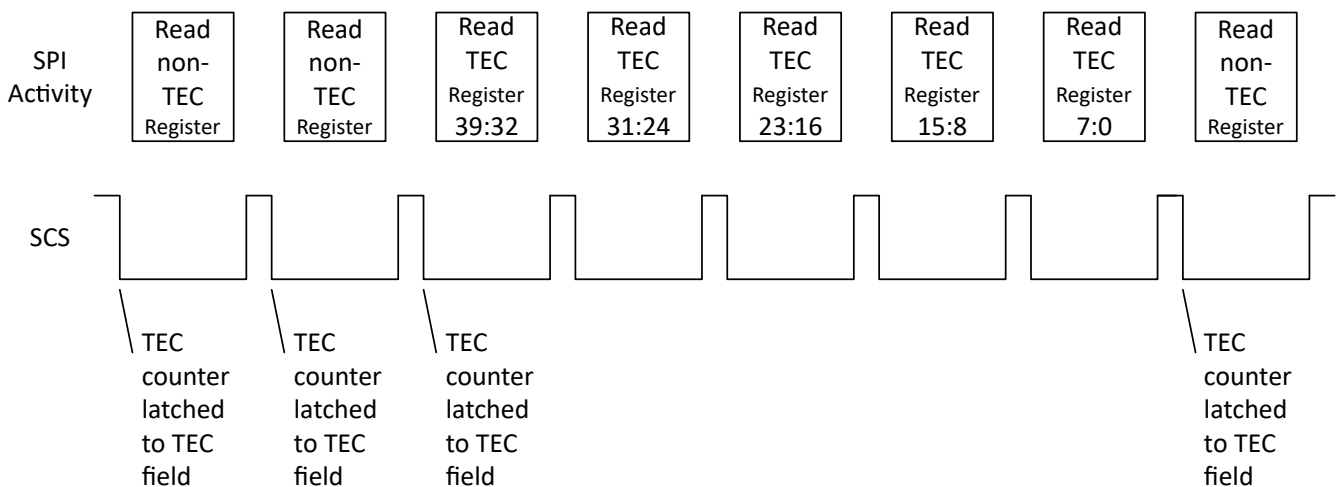 SPI
Activity
Read
non-
TEC
Register
Read
non-
TEC
Register
Read
TEC
Register
39:32
Read
TEC
Register
31:24
Read
TEC
Register
23:16
Read
TEC
Register
15:8
Read
TEC
Register
7:0
Read
non-
TEC
Register
SCS
TEC
counter
latched
to TEC
field
TEC
counter
latched
to TEC
field
TEC
counter
latched
to TEC
field
TEC
counter
latched
to TEC
field